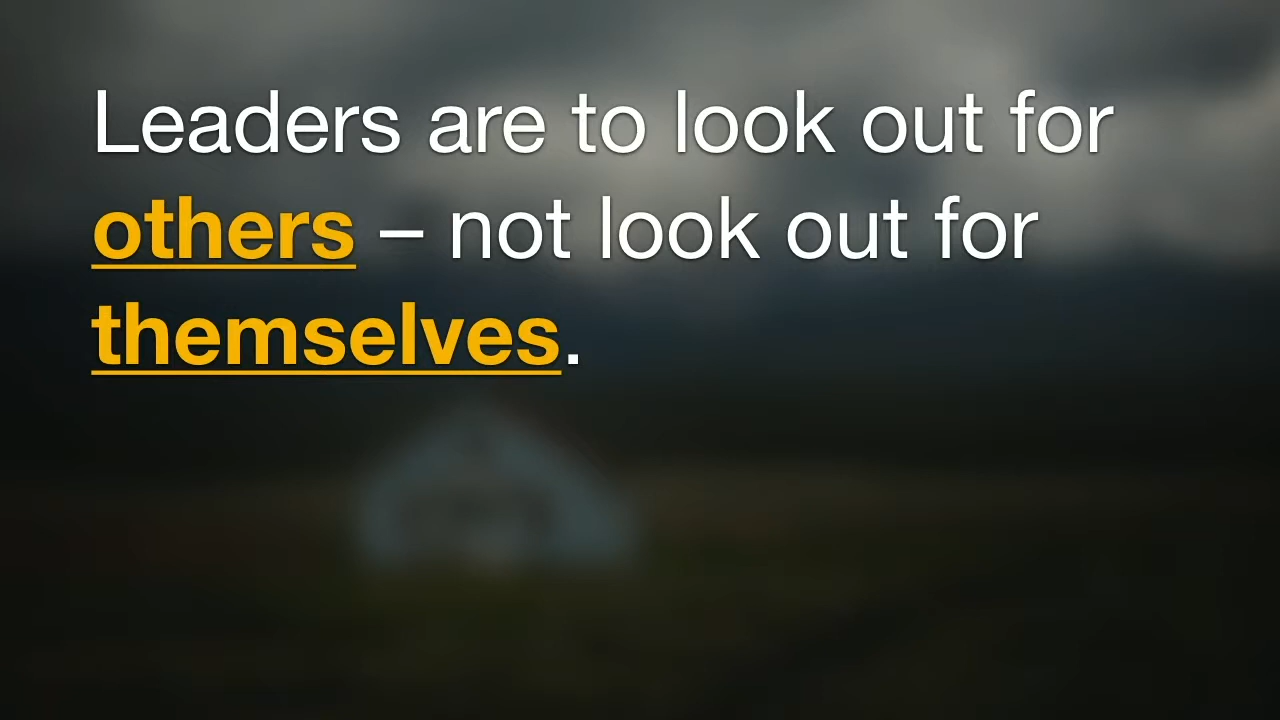 Leaders are to look out for
others – not look out for
themselves.